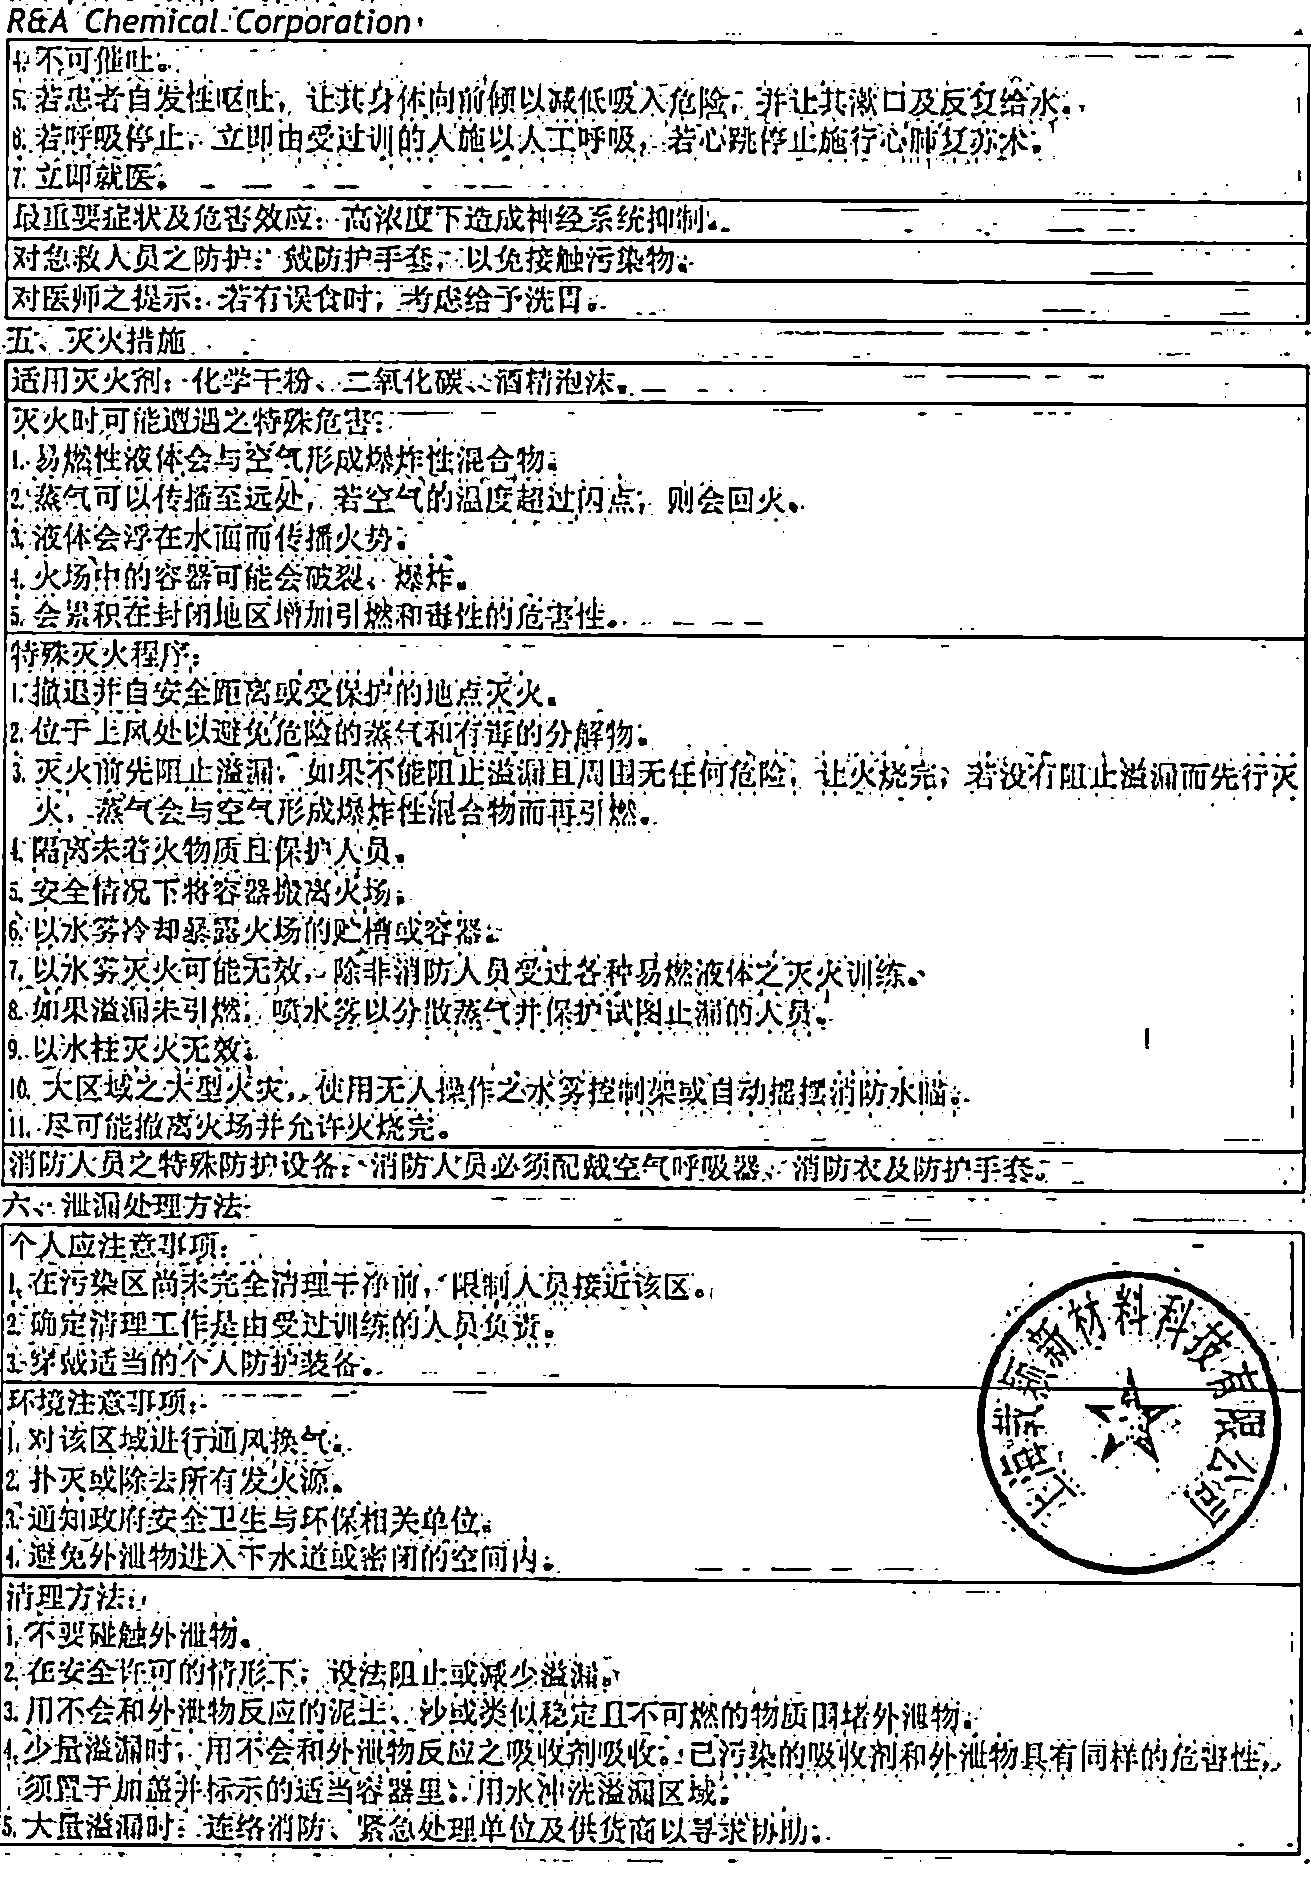 R&A Chemical Corporation
4. 不可催吐。
5. 若患者自发性呕吐，让其身体向前倾以减低吸入危险，并让其漱口及反复给水。
6. 若呼吸停止，立即由受过训的人施以人工呼吸，若心跳停止施行心肺复苏术。
7. 立即就医。
最重要症状及危害效应：高浓度下造成神经系统抑制。
对急救人员之防护：戴防护手套，以免接触污染物。
对医师之提示：若有误食时，考虑给予洗胃。
五、灭火措施
适用灭火剂：化学干粉、二氧化碳、酒精泡沫。
灭火时可能遭遇之特殊危害：
1. 易燃性液体会与空气形成爆炸性混合物。
2. 蒸气可以传播至远处，若空气的温度超过闪点，则会回火。
3. 液体会浮在水面而传播火势。
4. 火场中的容器可能会破裂、爆炸。
5. 会累积在封闭地区增加引燃和毒性的危害性。
特殊灭火程序：
1. 撤退并自安全距离或受保护的地点灭火。
2. 位于上风处以避免危险的蒸气和有毒的分解物。
3. 灭火前先阻止溢漏，如果不能阻止溢漏且周围无任何危险，让火烧完，若没有阻止溢漏而先行灭
火，蒸气会与空气形成爆炸性混合物而再引燃。
4. 隔离未着火物质且保护人员。
5. 安全情况下将容器搬离火场。
6. 以水雾冷却暴露火场的贮槽或容器。
7. 以水雾灭火可能无效，除非消防人员受过各种易燃液体之灭火训练。
8. 如果溢漏未引燃，喷水雾以分散蒸气并保护试图止漏的人员。
9. 以水柱灭火无效。
10. 大区域之大型火灾，使用无人操作之水雾控制架或自动摇摆消防水瞄。
11. 尽可能撤离火场并允许火烧完。
消防人员之特殊防护设备：消防人员必须配戴空气呼吸器、消防衣及防护手套。
六、泄漏处理方法
个人应注意事项：
1. 在污染区尚未完全清理干净前，限制人员接近该区。
2. 确定清理工作是由受过训练的人员负责。
3. 穿戴适当的个人防护装备。
环境注意事项：
1. 对该区域进行通风换气。
2. 扑灭或除去所有发火源。
3. 通知政府安全卫生与环保相关单位。
4. 避免外泄物进入下水道或密闭的空间内。
上海氧颖新材料科技有限公司
清理方法：
1. 不要碰触外泄物。
2. 在安全许可的情形下，设法阻止或减少溢漏。
3. 用不会和外泄物反应的泥土、沙或类似稳定且不可燃的物质围堵外泄物。
4. 少量溢漏时，用不会和外泄物反应之吸收剂吸收。已污染的吸收剂和外泄物具有同样的危害性，
须置于加盖并标示的适当容器里，用水冲洗溢漏区域。
5. 大量溢漏时：连络消防、紧急处理单位及供货商以寻求协助。